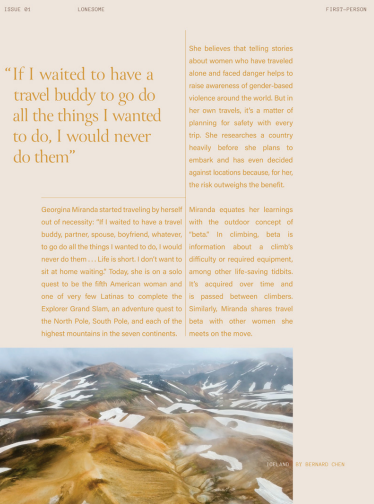 ISSUE 01
LONESOME
FIRST-PERSON
“If I waited to have a
travel buddy to go do
all the things I wanted
to do, I would never
do them”
Georgina Miranda started traveling by herself
out of necessity: “If I waited to have a travel
buddy, partner, spouse, boyfriend, whatever,
to go do all the things I wanted to do, I would
never do them . . . Life is short. I don’t want to
sit at home waiting.” Today, she is on a solo
quest to be the fifth American woman and
one of very few Latinas to complete the
Explorer Grand Slam, an adventure quest to
the North Pole, South Pole, and each of the
highest mountains in the seven continents.
She believes that telling stories
about women who have traveled
alone and faced danger helps to
raise awareness of gender-based
violence around the world. But in
her own travels, it’s a matter of
planning for safety with every
trip. She researches a country
heavily before she plans to
embark and has even decided
against locations because, for her,
the risk outweighs the benefit.
Miranda equates her learnings
with the outdoor concept of
“beta.” In climbing, beta is
information about a climb’s
difficulty or required equipment,
among other life-saving tidbits.
It’s acquired over time and
is passed between climbers.
Similarly, Miranda shares travel
beta with other women she
meets on the move.
ICELAND, BY BERNARD CHEN